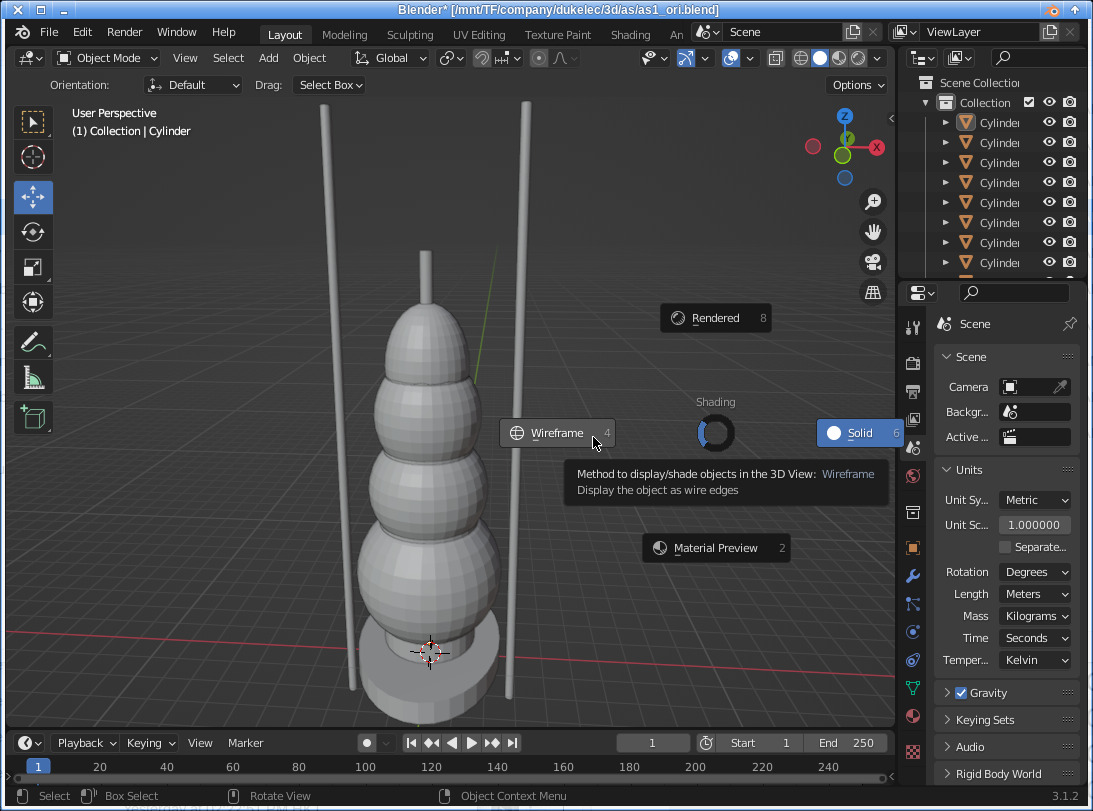 Blender* [/mnt/TF/company/dukelec/3d/as/as1_ori.blend]
File Edit Render Window Help Layout Modeling Sculpting UV Editing Texture Paint Shading An Scene ViewLayer
Object Mode View Select Add Object Global
Orientation: Default Drag: Select Box Options
User Perspective
(1) Collection | Cylinder
Z
Y
X
Rendered 8
Shading
Wireframe 4
Solid 6
Method to display/shade objects in the 3D View: Wireframe
Display the object as wire edges
Material Preview 2
Scene Collection
Collection
Cylinder
Cylinder
Cylinder
Cylinder
Cylinder
Cylinder
Cylinder
Cylinder
Scene
Scene
Camera
Backgr...
Active ...
Units
Unit Sy... Metric
Unit Sc... 1.000000
Separate...
Rotation Degrees
Length Meters
Mass Kilograms
Time Seconds
Temper... Kelvin
Gravity
Keying Sets
Audio
Rigid Body World
Playback Keying View Marker 1 Start 1 End 250
1 20 40 60 80 100 120 140 160 180 200 220 240
Select Box Select Rotate View Object Context Menu 3.1.2